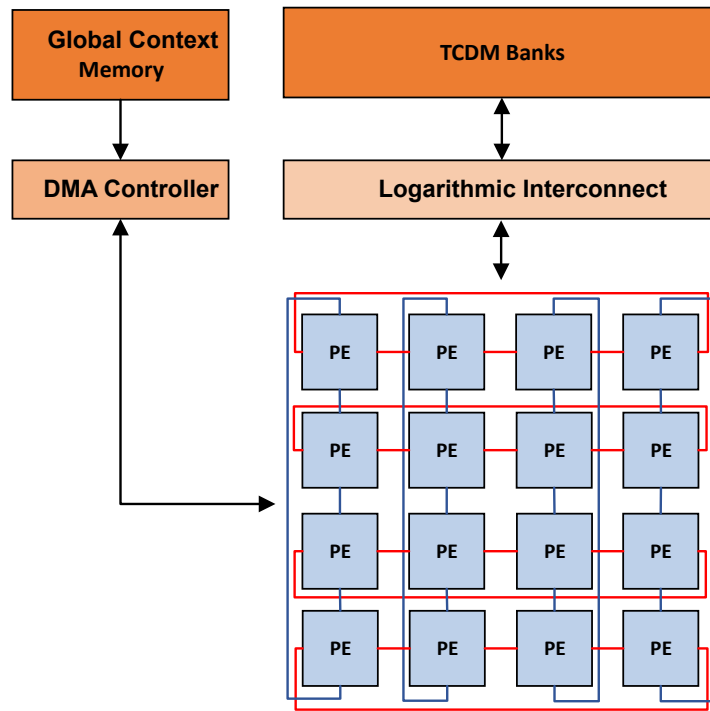 Global Context
Memory
TCDM Banks
DMA Controller
Logarithmic Interconnect
PE PE PE PE
PE PE PE PE
PE PE PE PE
PE PE PE PE